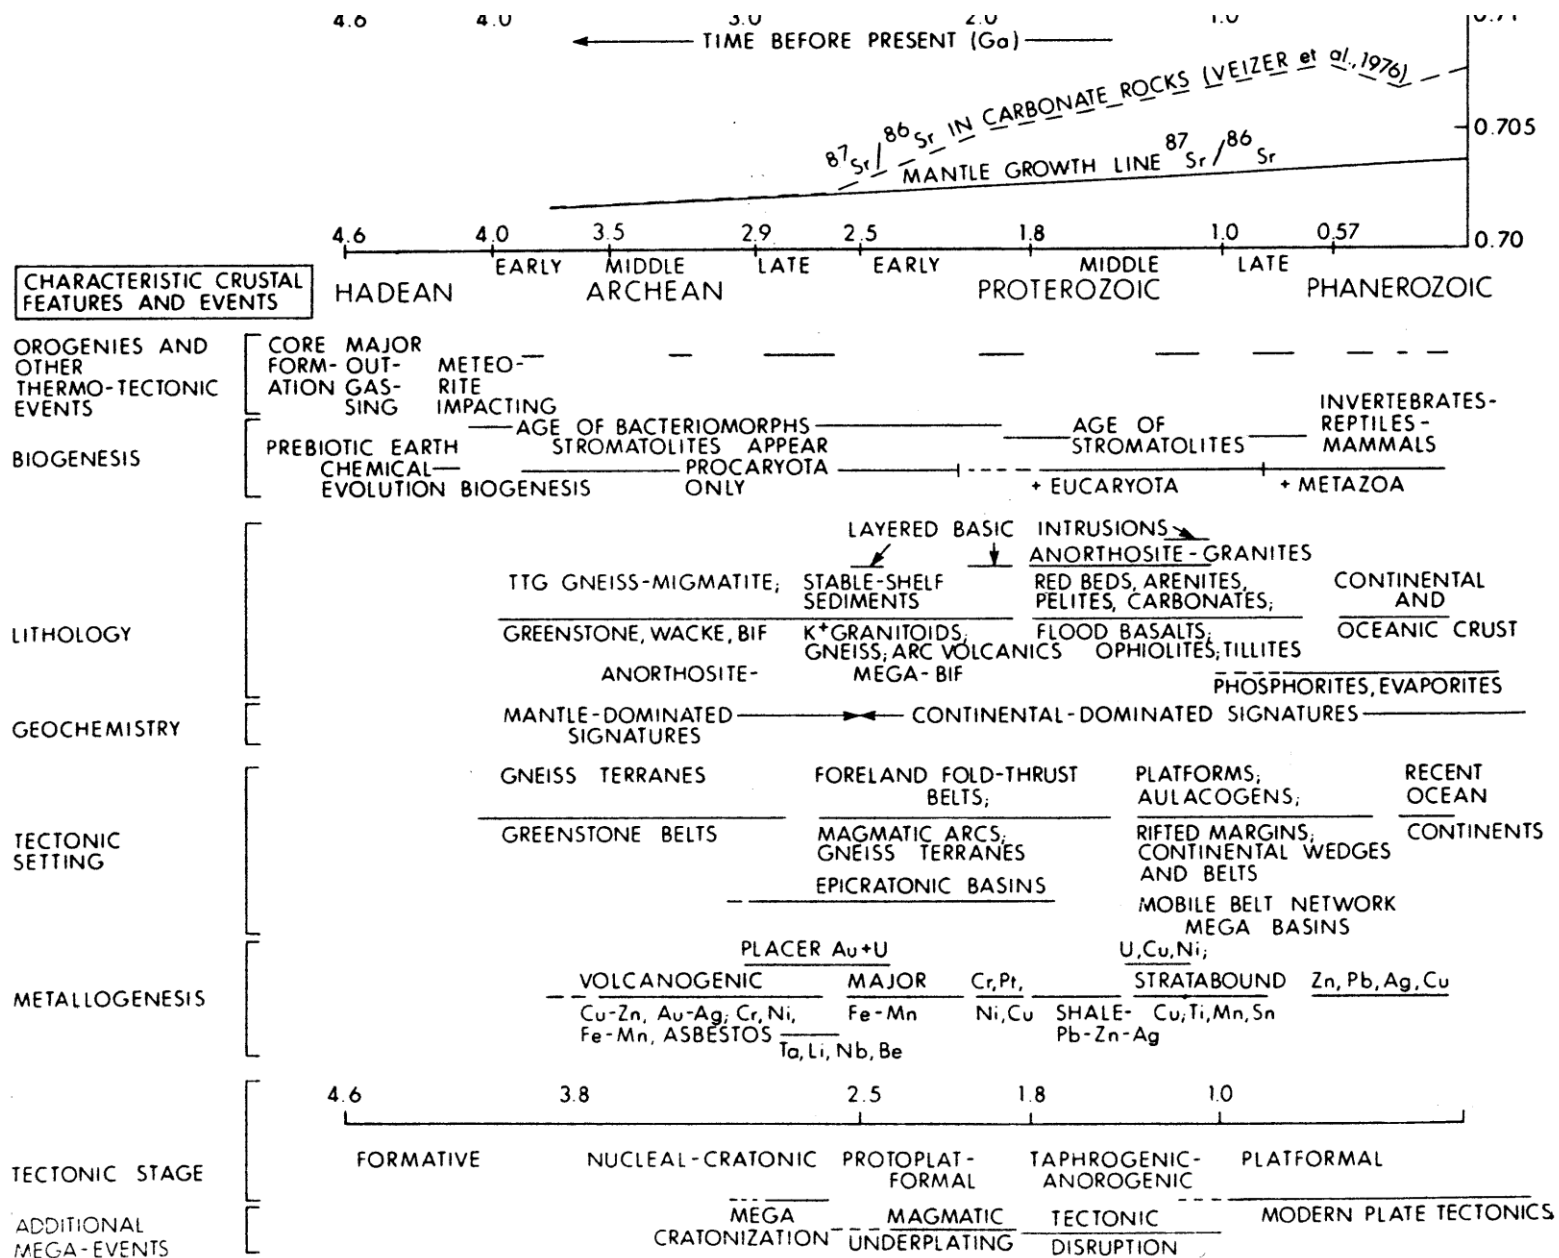 4.6 4.0 3.0 2.0 1.0 0.71
TIME BEFORE PRESENT (Ga)
87Sr/86Sr IN CARBONATE ROCKS (VEIZER et al., 1976)
0.705
MANTLE GROWTH LINE 87Sr/86Sr
0.70
4.6 4.0 3.5 2.9 2.5 1.8 1.0 0.57
EARLY MIDDLE LATE EARLY MIDDLE LATE
CHARACTERISTIC CRUSTAL
FEATURES AND EVENTS
HADEAN ARCHEAN PROTEROZOIC PHANEROZOIC
OROGENIES AND
OTHER
THERMO-TECTONIC
EVENTS
CORE
FORM-
ATION
MAJOR
OUT-
GAS-
SING
METEO-
RITE
IMPACTING
BIOGENESIS
PREBIOTIC EARTH
CHEMICAL
EVOLUTION BIOGENESIS
AGE OF BACTERIOMORPHS
STROMATOLITES APPEAR
PROCARYOTA
ONLY
AGE OF
STROMATOLITES
+ EUCARYOTA
INVERTEBRATES-
REPTILES-
MAMMALS
+ METAZOA
LITHOLOGY
LAYERED BASIC INTRUSIONS
ANORTHOSITE-GRANITES
TTG GNEISS-MIGMATITE;
GREENSTONE, WACKE, BIF
ANORTHOSITE-
STABLE-SHELF
SEDIMENTS
K+GRANITOIDS;
GNEISS; ARC VOLCANICS
MEGA-BIF
RED BEDS, ARENITES,
PELITES, CARBONATES;
FLOOD BASALTS;
OPHIOLITES; TILLITES
CONTINENTAL
AND
OCEANIC CRUST
PHOSPHORITES, EVAPORITES
GEOCHEMISTRY
MANTLE-DOMINATED
SIGNATURES
CONTINENTAL-DOMINATED SIGNATURES
TECTONIC
SETTING
GNEISS TERRANES
GREENSTONE BELTS
FORELAND FOLD-THRUST
BELTS;
MAGMATIC ARCS;
GNEISS TERRANES
EPICRATONIC BASINS
PLATFORMS;
AULACOGENS;
RIFTED MARGINS;
CONTINENTAL WEDGES
AND BELTS
MOBILE BELT NETWORK
MEGA BASINS
RECENT
OCEAN
CONTINENTS
METALLOGENESIS
PLACER Au+U
VOLCANOGENIC
Cu-Zn, Au-Ag; Cr, Ni,
Fe-Mn, ASBESTOS
Ta, Li, Nb, Be
MAJOR
Fe-Mn
Cr, Pt,
Ni, Cu
SHALE-
Pb-Zn-Ag
U, Cu, Ni;
STRATABOUND
Cu; Ti, Mn, Sn
Zn, Pb, Ag, Cu
4.6 3.8 2.5 1.8 1.0
TECTONIC STAGE
FORMATIVE
NUCLEAL-CRATONIC
PROTOPLAT-
FORMAL
TAPHROGENIC-
ANOROGENIC
PLATFORMAL
ADDITIONAL
MEGA-EVENTS
MEGA
CRATONIZATION
MAGMATIC
UNDERPLATING
TECTONIC
DISRUPTION
MODERN PLATE TECTONICS